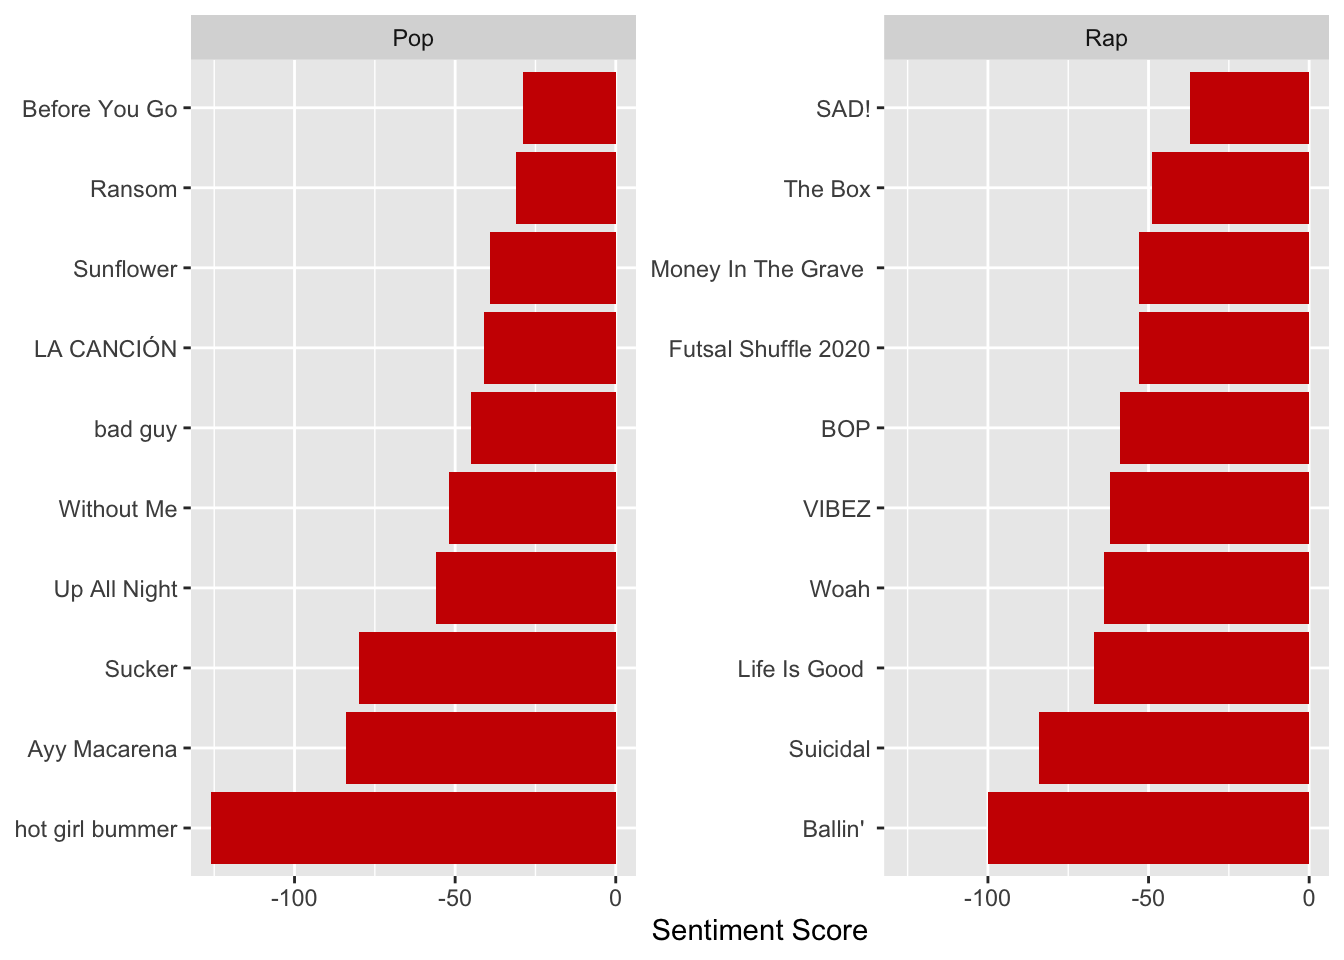 Pop
Before You Go
Ransom
Sunflower
LA CANCIÓN
bad guy
Without Me
Up All Night
Sucker
Ayy Macarena
hot girl bummer
-100 -50 0
Rap
SAD!
The Box
Money In The Grave
Futsal Shuffle 2020
BOP
VIBEZ
Woah
Life Is Good
Suicidal
Ballin'
-100 -50 0
Sentiment Score